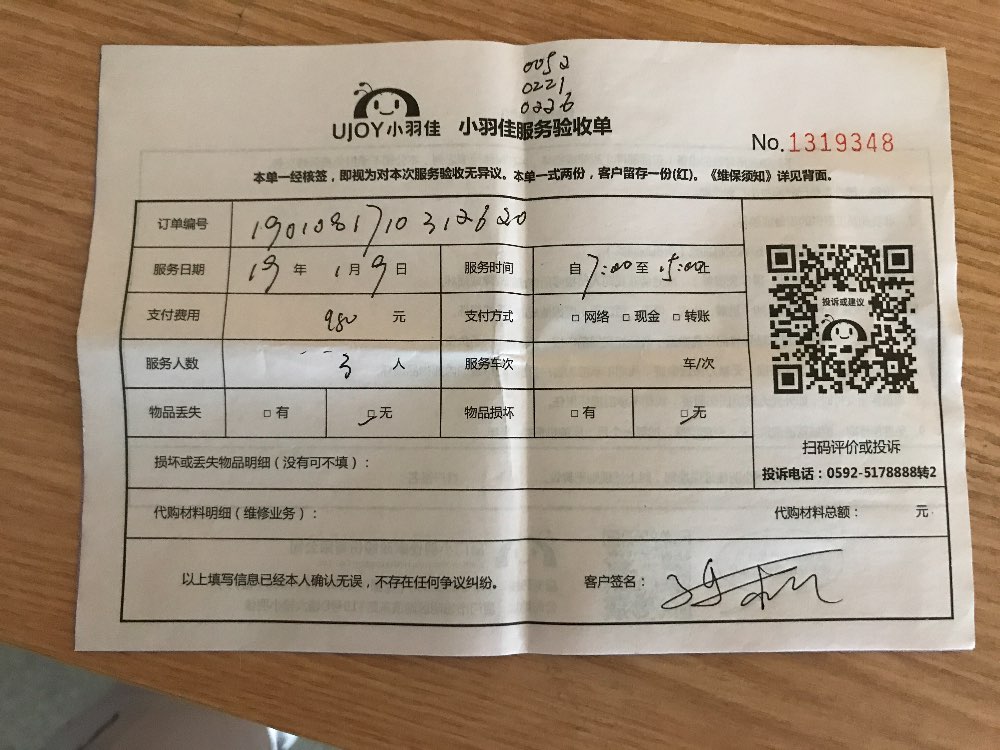 0052
0221
0226
UJOY小羽佳 小羽佳服务验收单
No.1319348
本单一经核签，即视为对本次服务验收无异议。本单一式两份，客户留存一份(红)。《维保须知》详见背面。
订单编号 1901081710312620
服务日期 19 年 1 月 9 日 服务时间 自 7:00 至 15:00 止
支付费用 980 元 支付方式 □ 网络 □ 现金 □ 转账
服务人数 3 人 服务车次 车/次
物品丢失 □ 有 □ 无 物品损坏 □ 有 □ 无
投诉或建议
扫码评价或投诉
投诉电话：0592-5178888转2
损坏或丢失物品明细（没有可不填）：
代购材料明细（维修业务）： 代购材料总额： 元
以上填写信息已经本人确认无误，不存在任何争议纠纷。 客户签名：